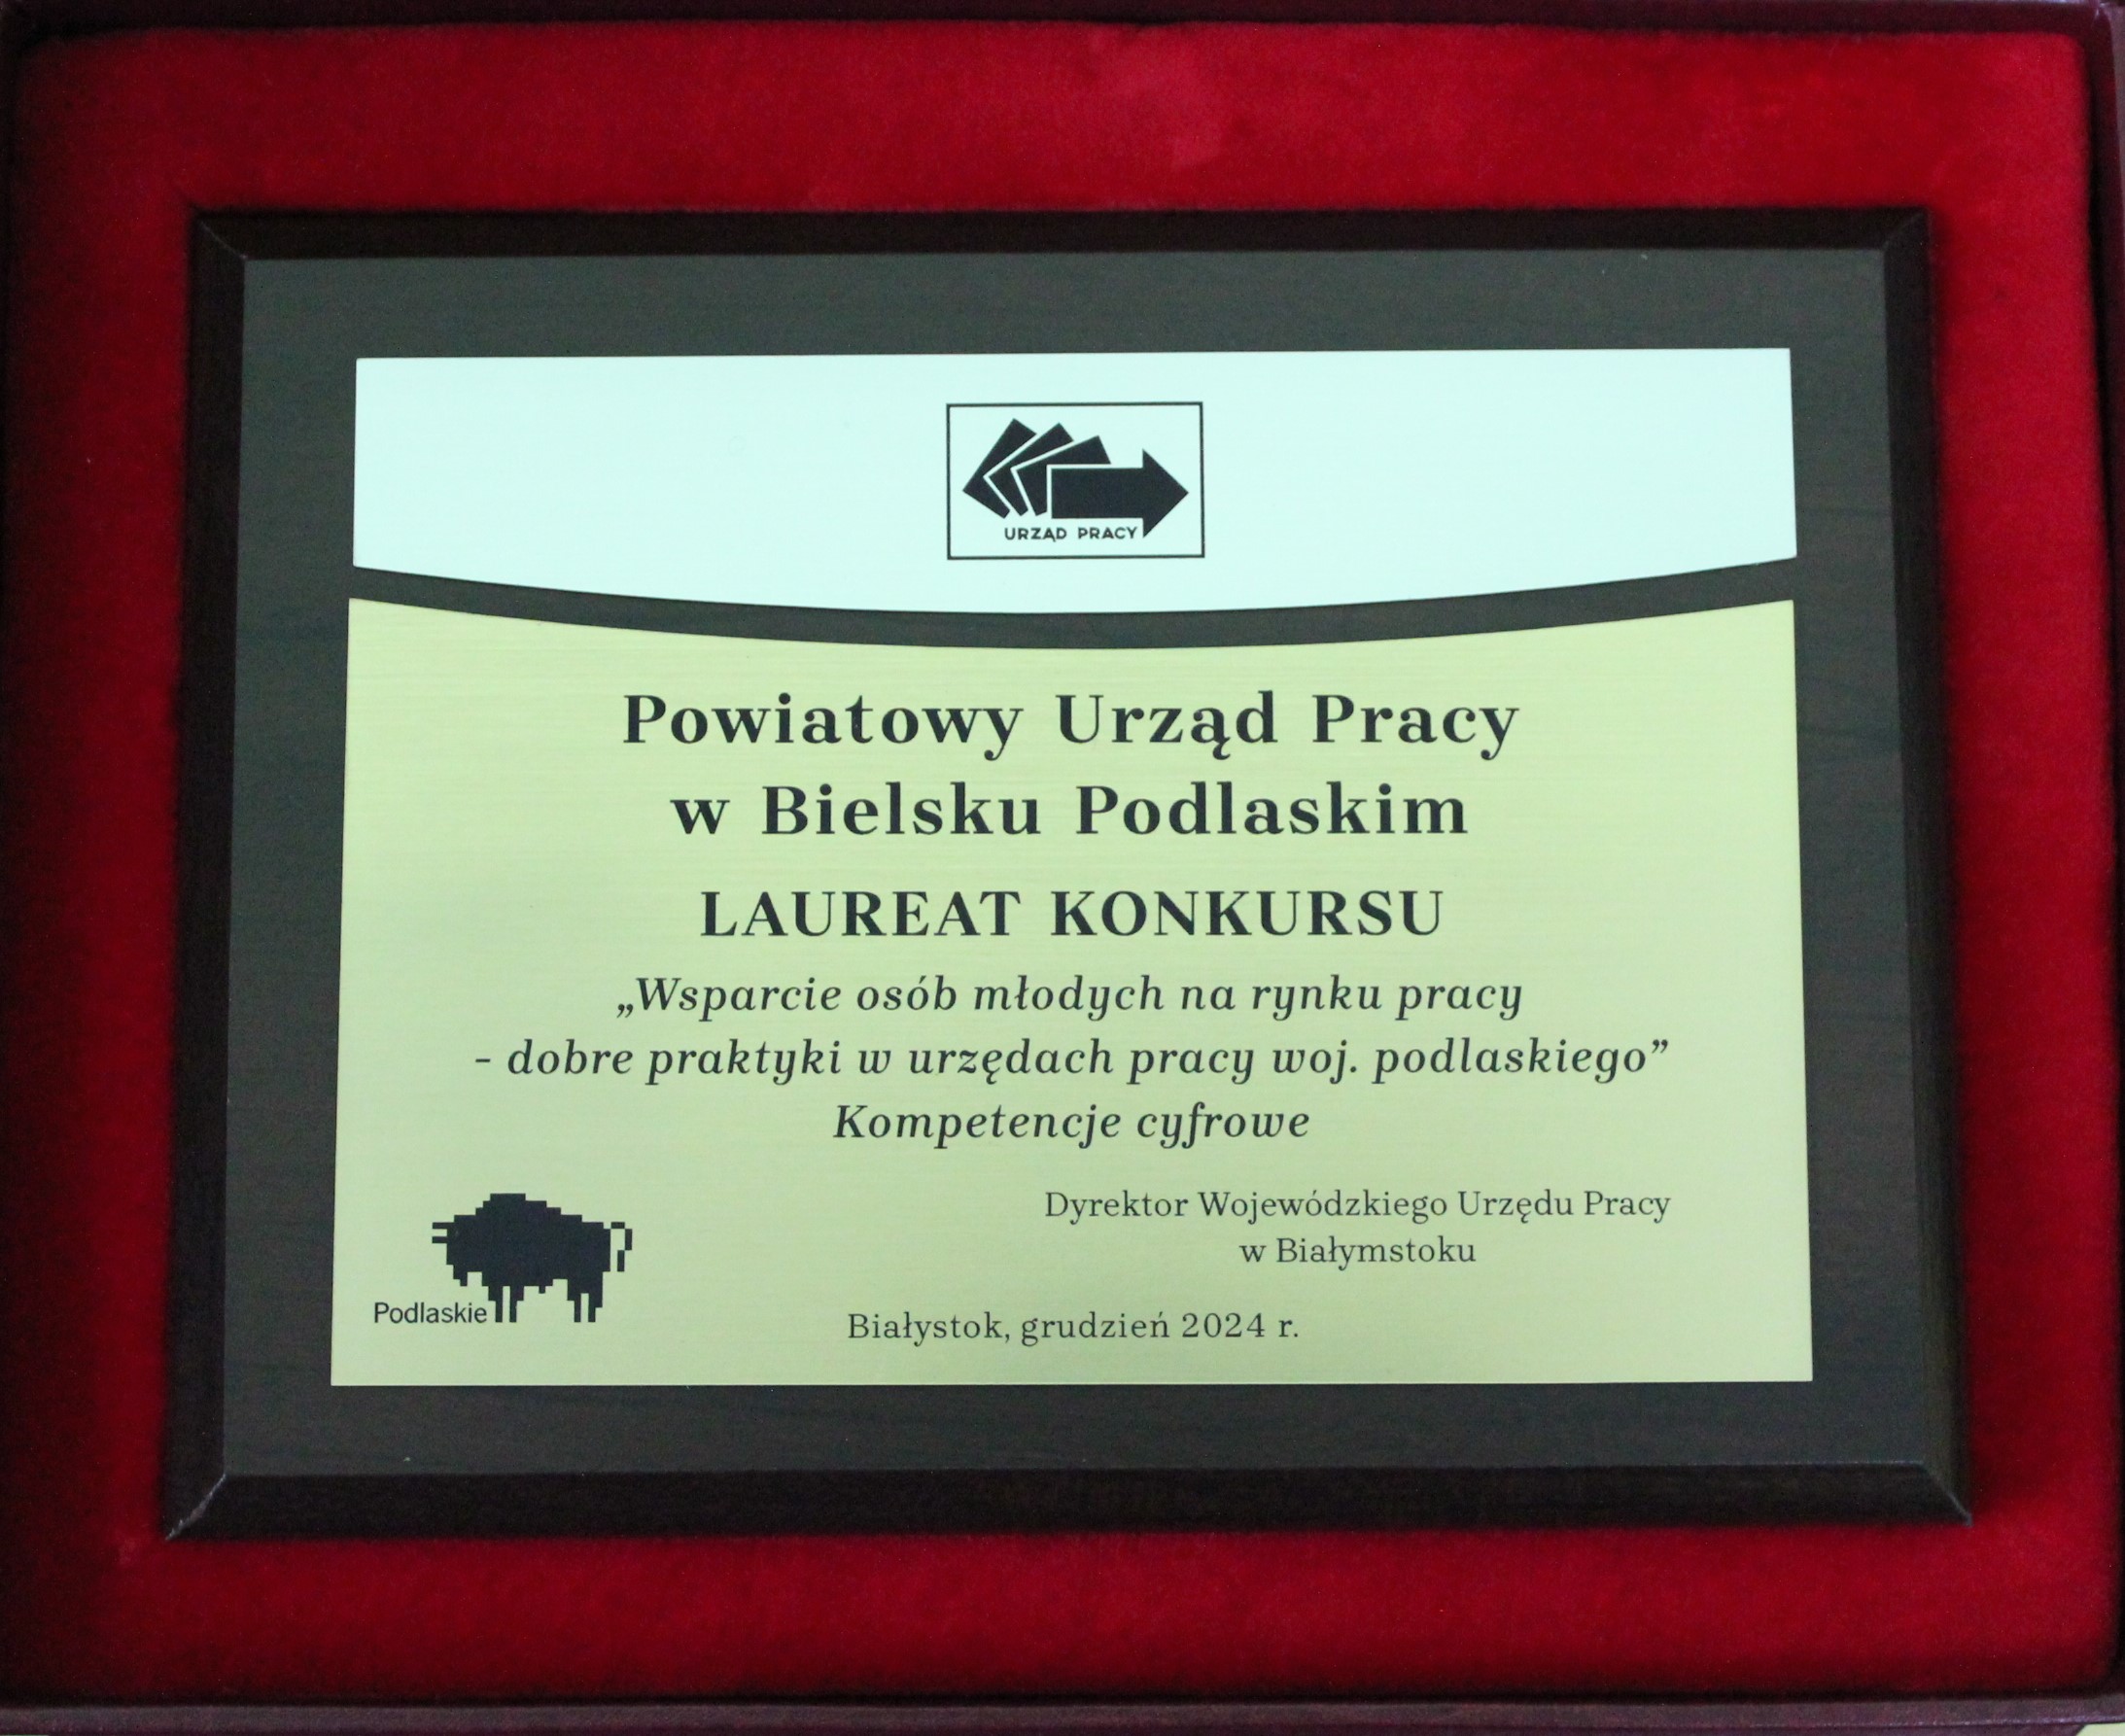 URZĄD PRACY
Powiatowy Urząd Pracy
w Bielsku Podlaskim
LAUREAT KONKURSU
„Wsparcie osób młodych na rynku pracy
- dobre praktyki w urzędach pracy woj. podlaskiego”
Kompetencje cyfrowe
Dyrektor Wojewódzkiego Urzędu Pracy
w Białymstoku
Podlaskie
Białystok, grudzień 2024 r.